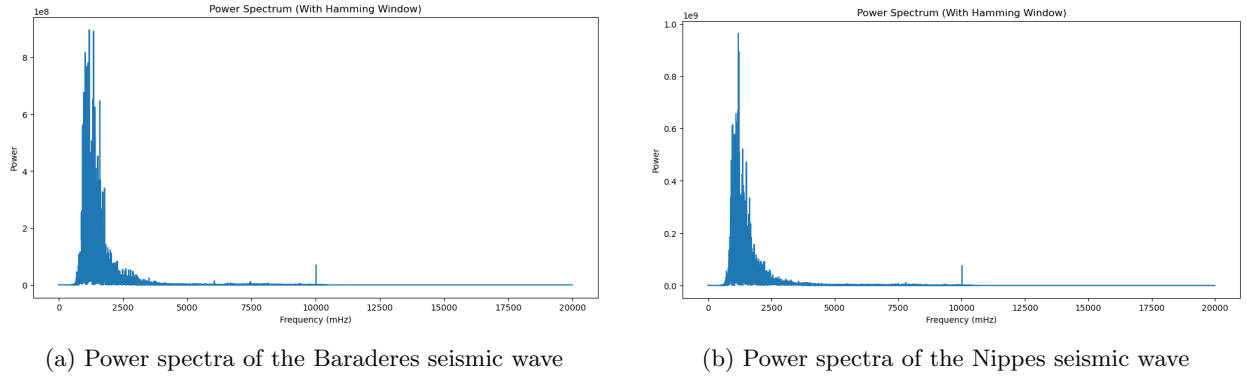 Power Spectrum (With Hamming Window)
1e8
8
6
4
2
0
Power
0 2500 5000 7500 10000 12500 15000 17500 20000
Frequency (mHz)
(a) Power spectra of the Baraderes seismic wave
Power Spectrum (With Hamming Window)
1e9
1.0
0.8
0.6
0.4
0.2
0.0
Power
0 2500 5000 7500 10000 12500 15000 17500 20000
Frequency (mHz)
(b) Power spectra of the Nippes seismic wave